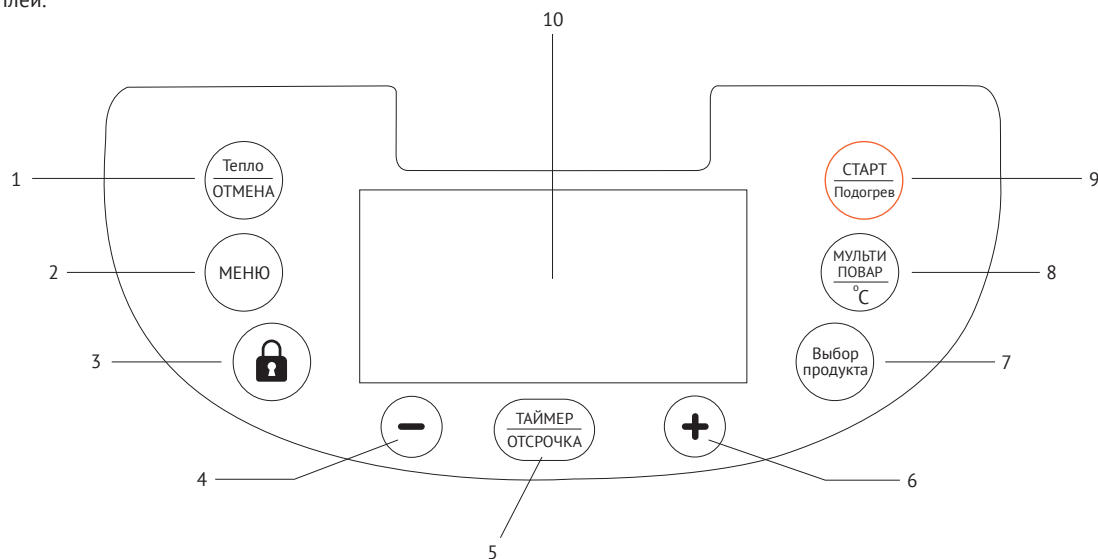 плей.
10
Тепло
ОТМЕНА
1
СТАРТ
Подогрев
9
МЕНЮ
2
МУЛЬТИ
ПОВАР
°C
8
3
Выбор
продукта
7
ТАЙМЕР
ОТСРОЧКА
4
6
5